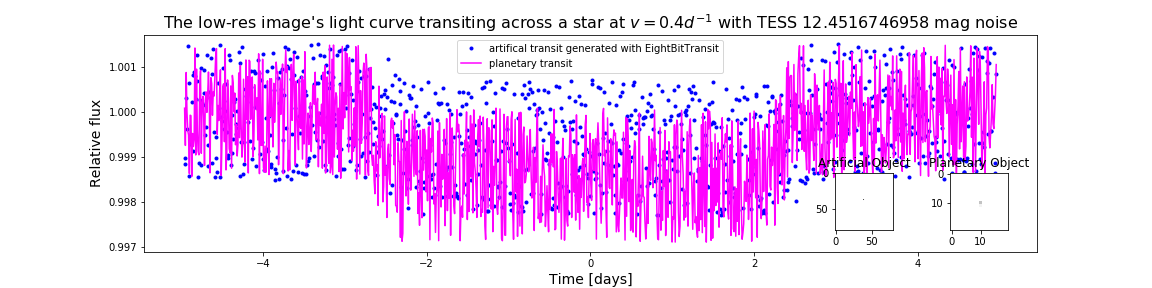 The low-res image's light curve transiting across a star at v = 0.4d⁻¹ with TESS 12.4516746958 mag noise
artifical transit generated with EightBitTransit
planetary transit
Relative flux
1.001
1.000
0.999
0.998
0.997
−4
−2
0
2
4
Time [days]
Artificial Object
0
50
0
50
Planetary Object
0
10
0
10